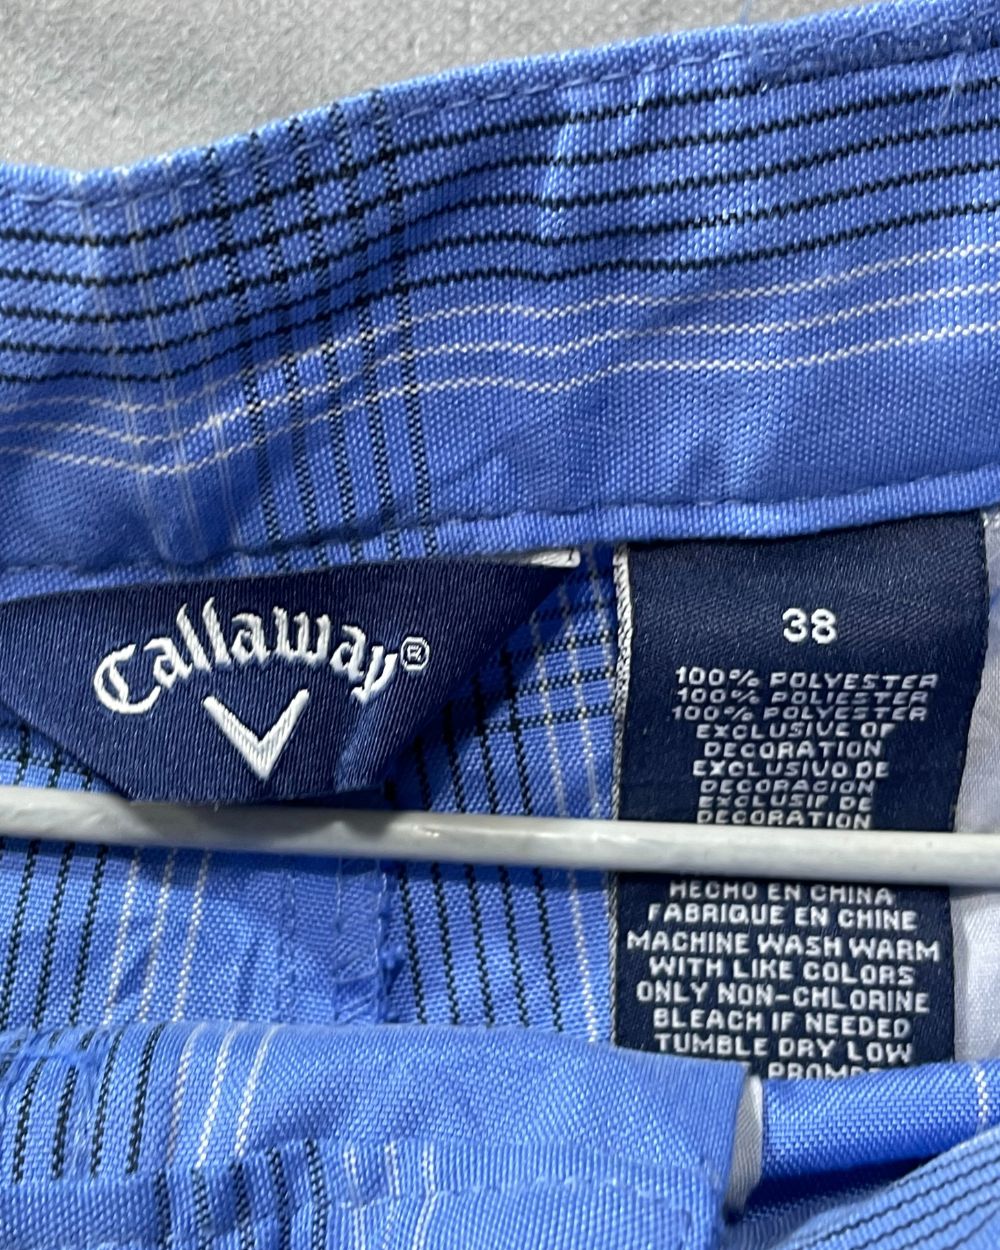 Callaway®
38
100% POLYESTER
100% POLIESTER
100% POLYESTER
EXCLUSIVE OF
DECORATION
EXCLUSIVO DE
DECORACION
EXCLUSIF DE
DECORATION
HECHO EN CHINA
FABRIQUE EN CHINE
MACHINE WASH WARM
WITH LIKE COLORS
ONLY NON-CHLORINE
BLEACH IF NEEDED
TUMBLE DRY LOW